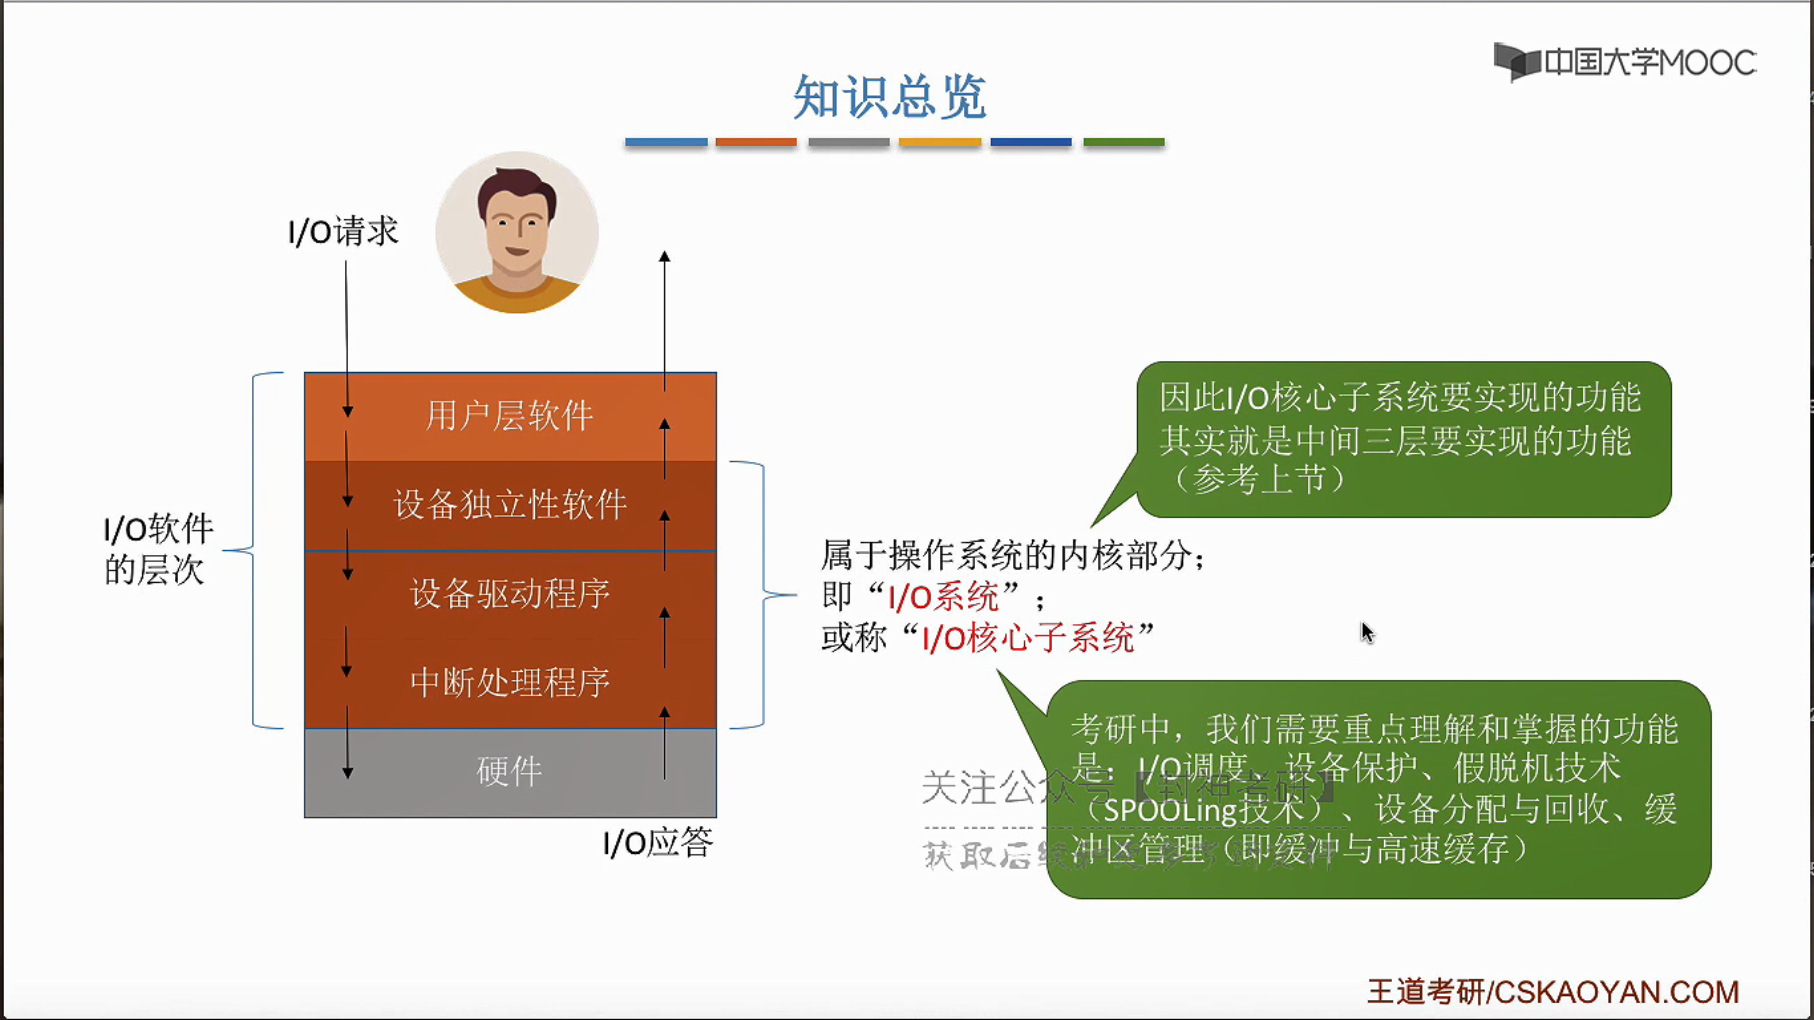 中国大学MOOC
知识总览
I/O请求
用户层软件
设备独立性软件
设备驱动程序
中断处理程序
硬件
I/O软件
的层次
I/O应答
因此I/O核心子系统要实现的功能
其实就是中间三层要实现的功能
（参考上节）
属于操作系统的内核部分；
即“I/O系统”；
或称“I/O核心子系统”
考研中，我们需要重点理解和掌握的功能
是：I/O调度、设备保护、假脱机技术
（SPOOLing技术）、设备分配与回收、缓
冲区管理（即缓冲与高速缓存）
关注公众号【封神考研】
获取后续
王道考研/CSKAOYAN.COM